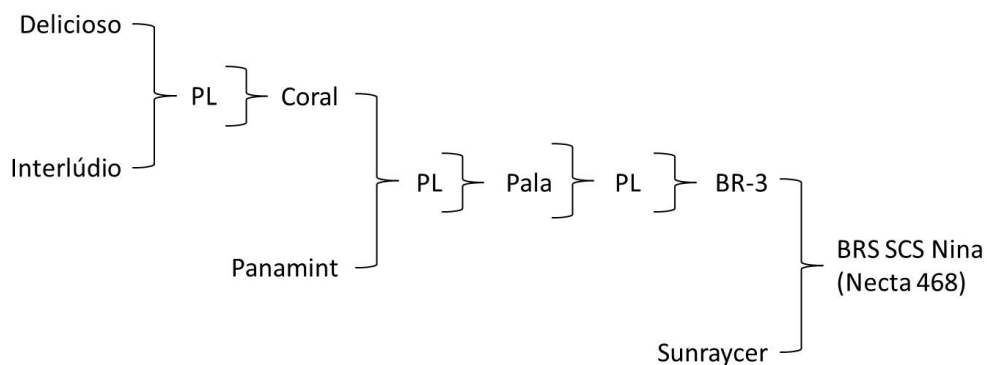 Delicioso
PL
Coral
Interlúdio
PL
Pala
PL
BR-3
Panamint
BRS SCS Nina
(Necta 468)
Sunraycer